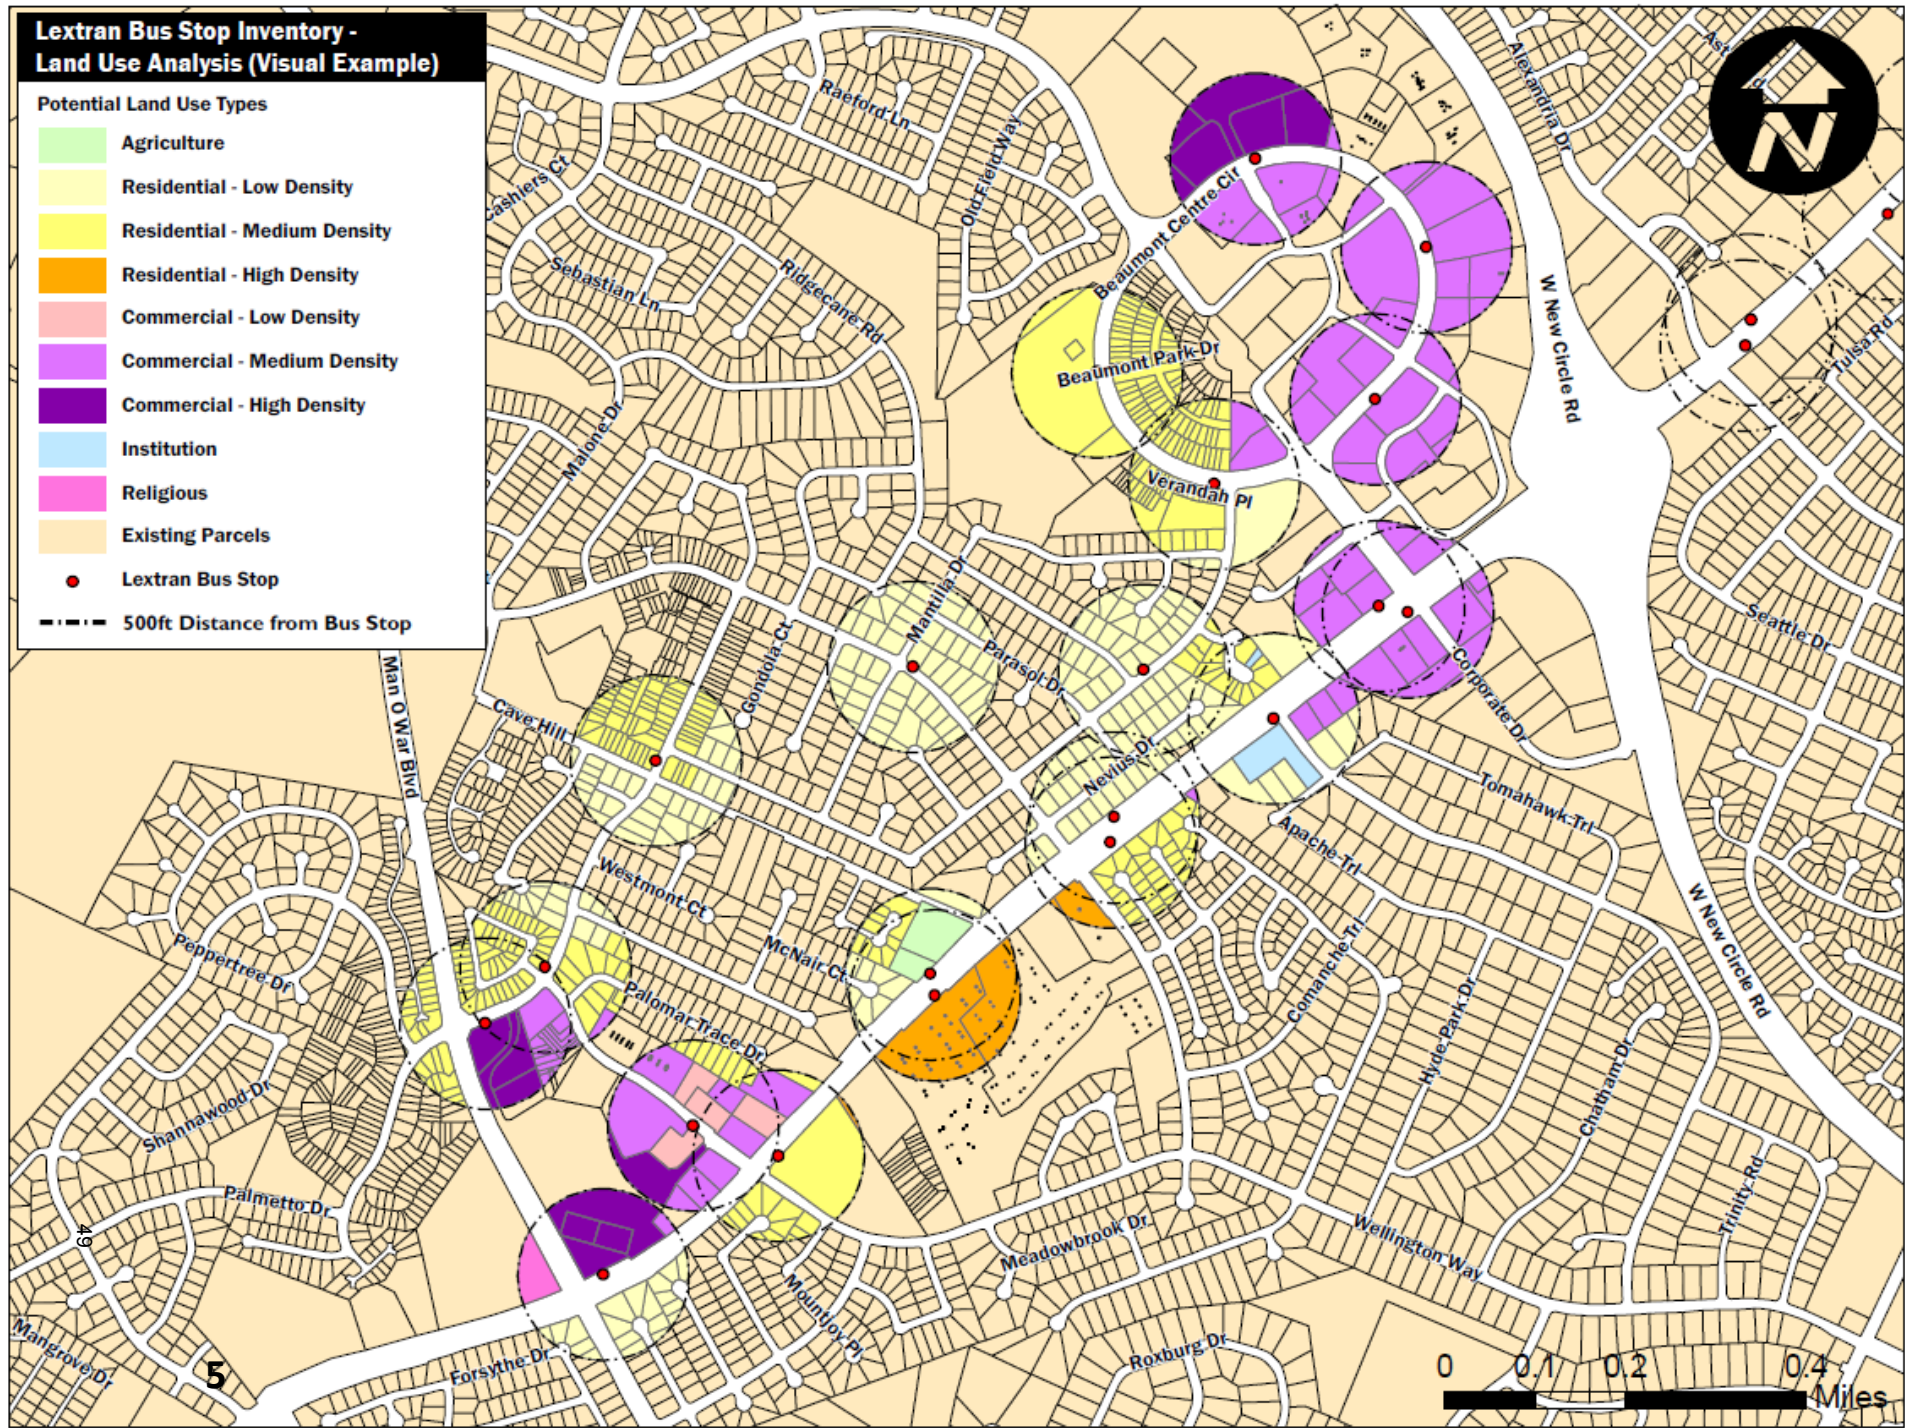 Lextran Bus Stop Inventory -
Land Use Analysis (Visual Example)
Potential Land Use Types
Agriculture
Residential - Low Density
Residential - Medium Density
Residential - High Density
Commercial - Low Density
Commercial - Medium Density
Commercial - High Density
Institution
Religious
Existing Parcels
Lextran Bus Stop
500ft Distance from Bus Stop
N
Raeford Ln
Old Field Way
Alexandria Dr
Cashiers Ct
Beaumont Centre Cir
Sebastian Ln
Ridgecane Rd
W New Circle Rd
Tulsa Rd
Beaumont Park Dr
Malone Dr
Verandah Pl
Mantilla Dr
Parasol Dr
Gondola Ct
Seattle Dr
Corporate Dr
Man O War Blvd
Cave Hill
Nevius Dr
Tomahawk Trl
Apache Trl
Westmont Ct
W New Circle Rd
McNair Ct
Comanche Trl
Peppertree Dr
Palomar Trace Dr
Hyde Park Dr
Chatham Dr
Shannawood Dr
Palmetto Dr
Trinity Rd
Meadowbrook Dr
Wellington Way
49
Mountjoy Pl
Mangrove Dr
Forsythe Dr
Roxburg Dr
5
0 0.1 0.2 0.4
Miles